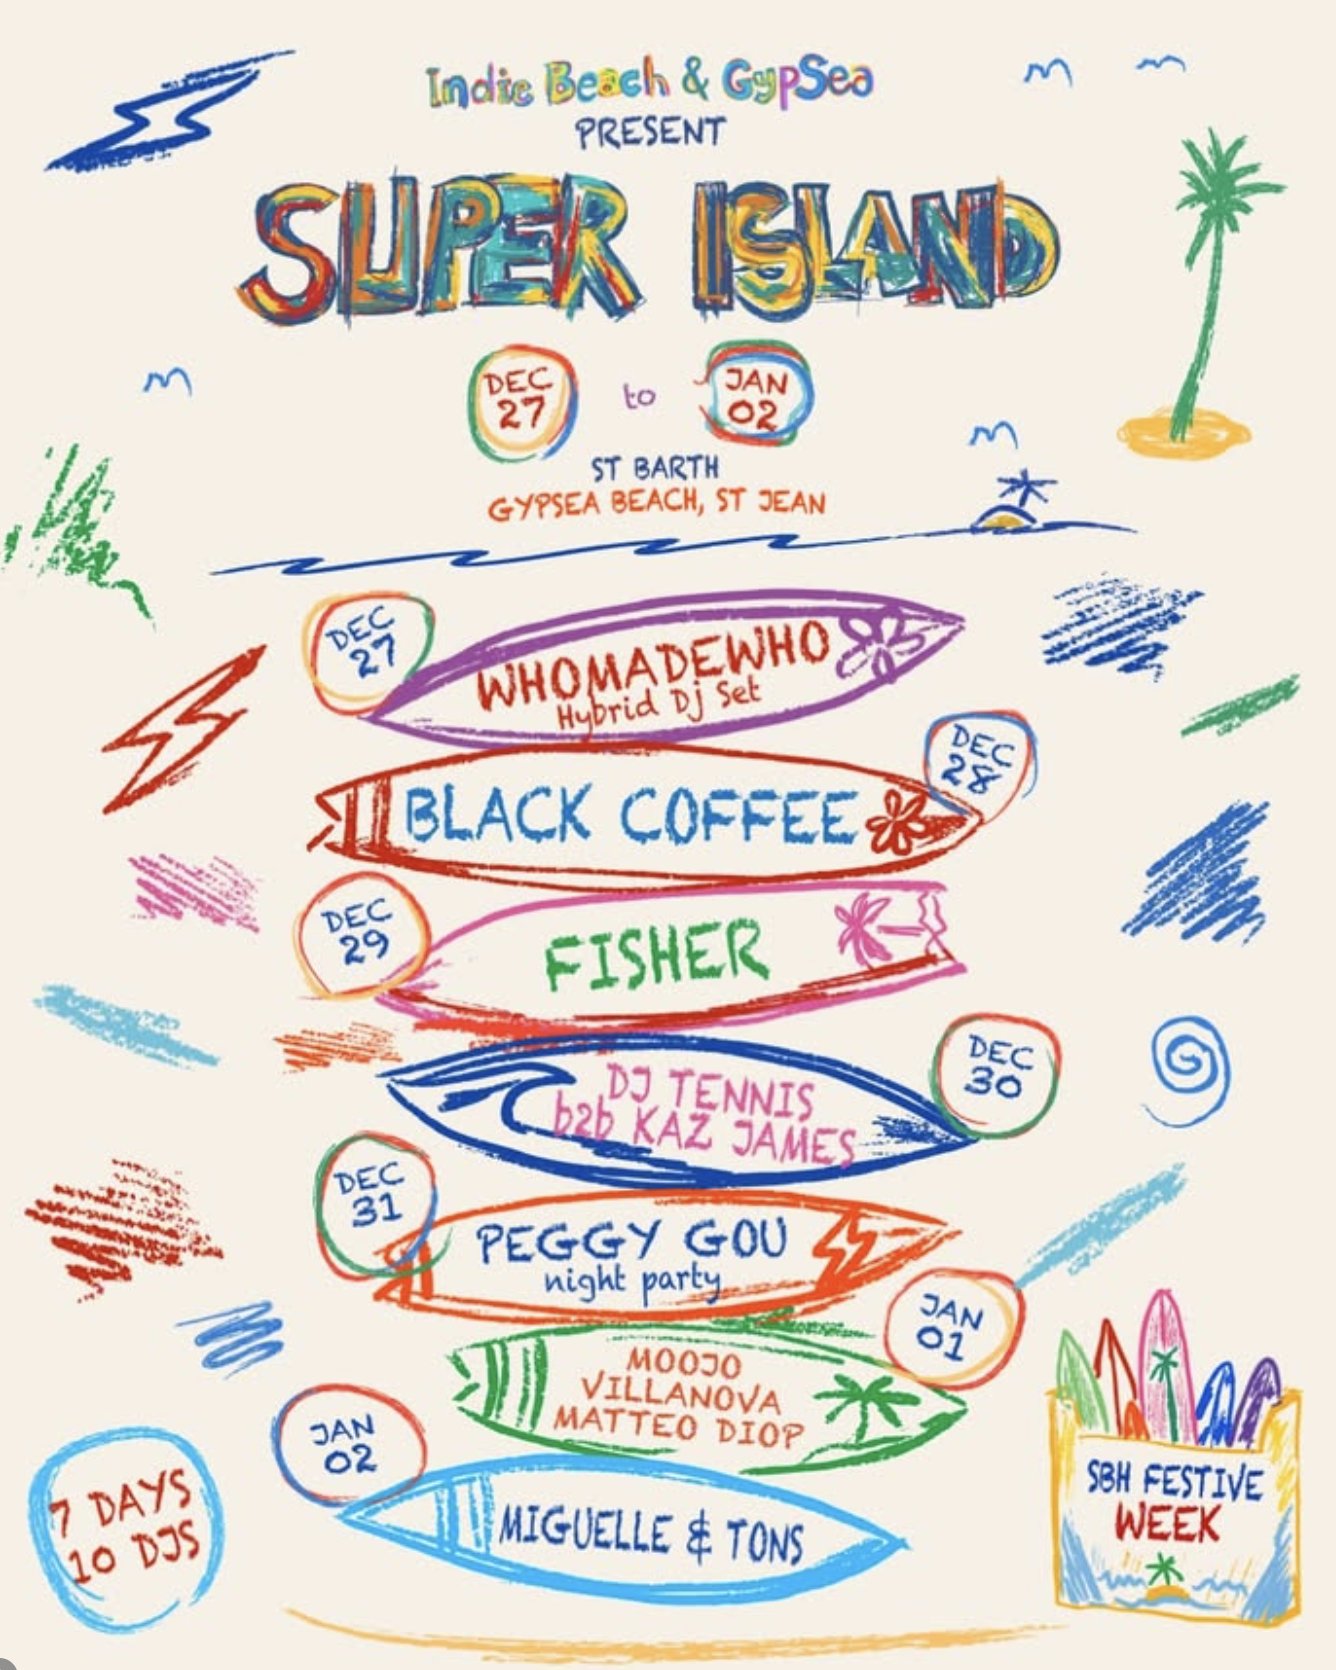 Indie Beach & GypSea
PRESENT
SUPER ISLAND
DEC
27
to
JAN
02
ST BARTH
GYPSEA BEACH, ST JEAN
DEC
27
WHOMADEWHO
Hybrid Dj Set
DEC
28
BLACK COFFEE
DEC
29
FISHER
DEC
30
DJ TENNIS
b2b KAZ JAMES
DEC
31
PEGGY GOU
night party
JAN
01
MOOJO
VILLANOVA
MATTEO DIOP
JAN
02
MIGUELLE & TONS
7 DAYS
10 DJS
SBH FESTIVE
WEEK